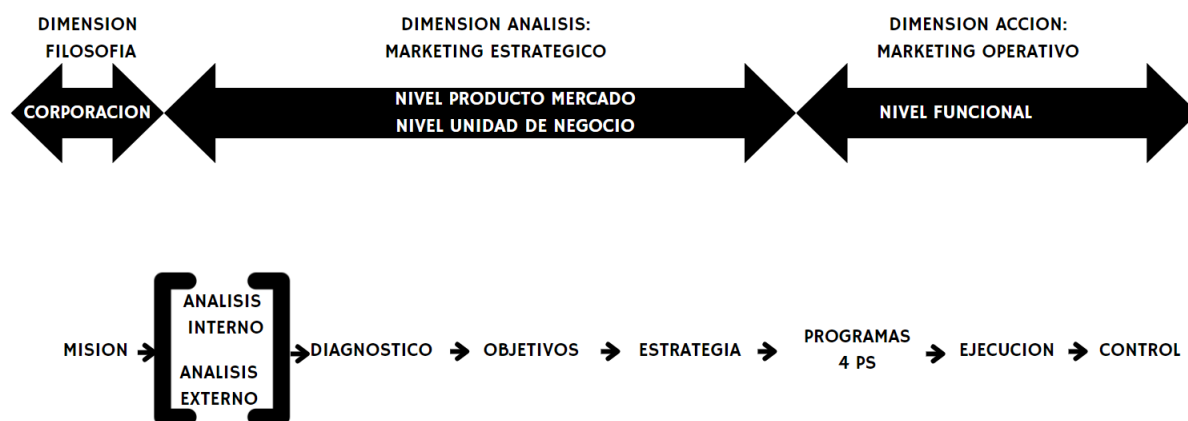 DIMENSION
FILOSOFIA
DIMENSION ANALISIS:
MARKETING ESTRATEGICO
DIMENSION ACCION:
MARKETING OPERATIVO
CORPORACION
NIVEL PRODUCTO MERCADO
NIVEL UNIDAD DE NEGOCIO
NIVEL FUNCIONAL
MISION
ANALISIS
INTERNO
ANALISIS
EXTERNO
DIAGNOSTICO
OBJETIVOS
ESTRATEGIA
PROGRAMAS
4 PS
EJECUCION
CONTROL